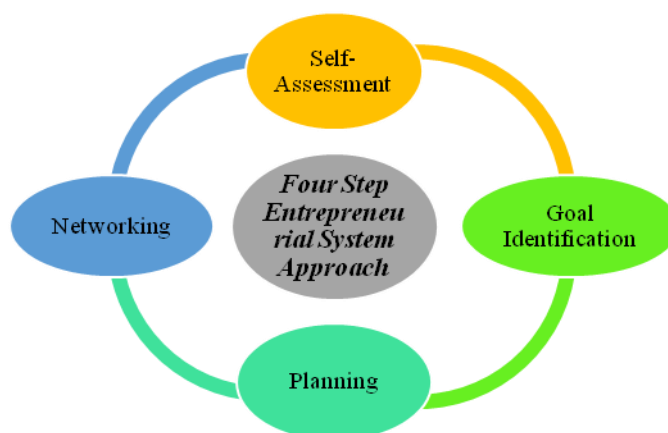 Self-
Assessment
Networking
Four Step
Entrepreneu
rial System
Approach
Goal
Identification
Planning